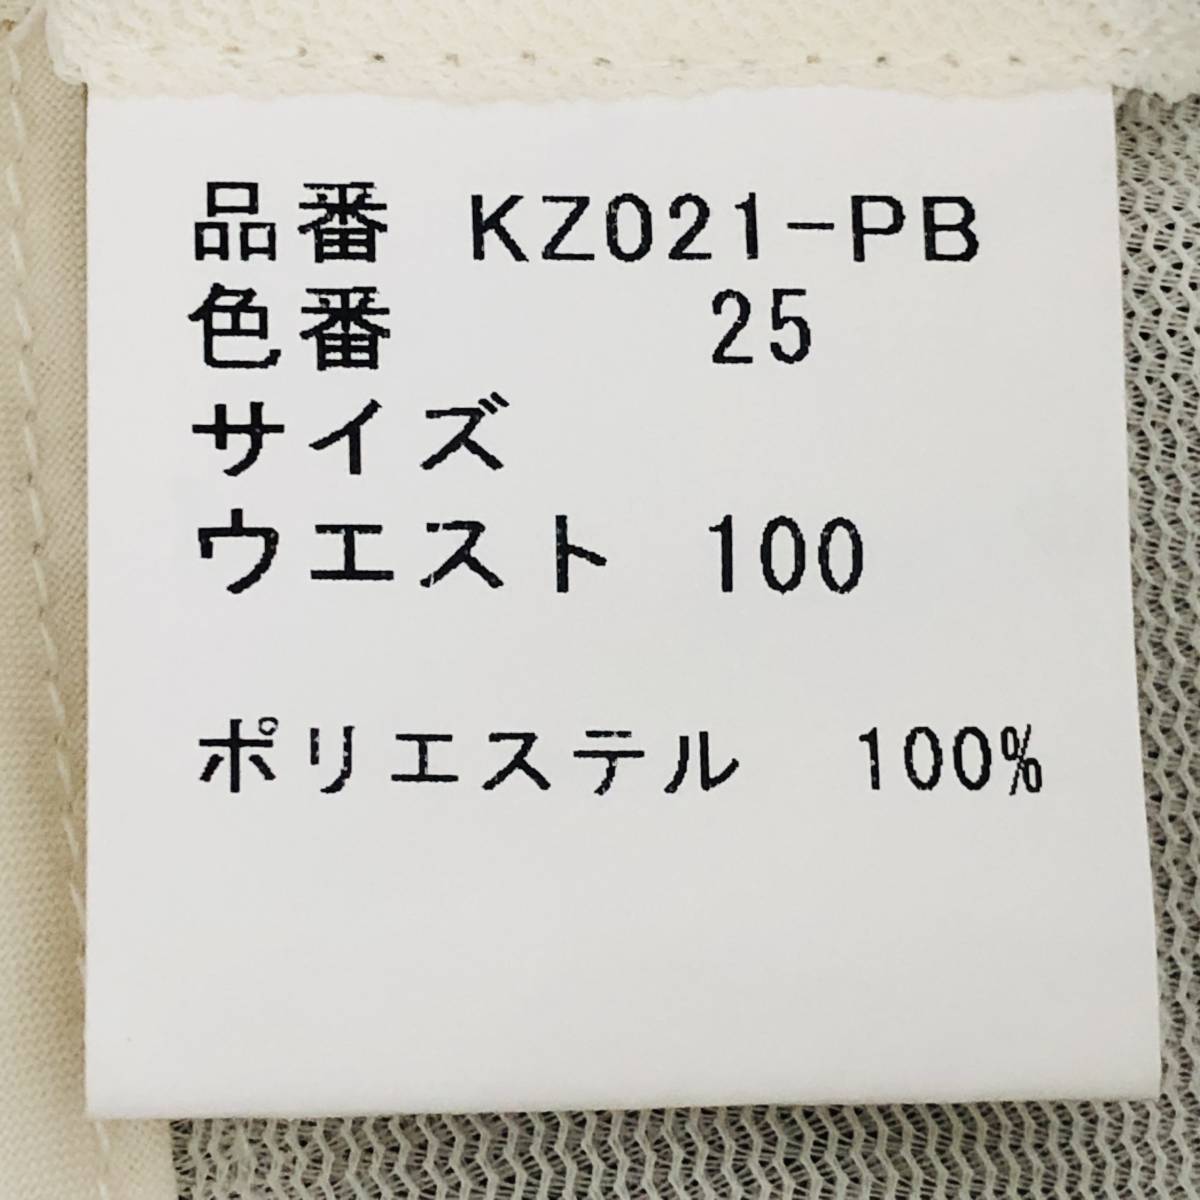 品番 KZ021-PB
色番 25
サイズ
ウエスト 100
ポリエステル 100%